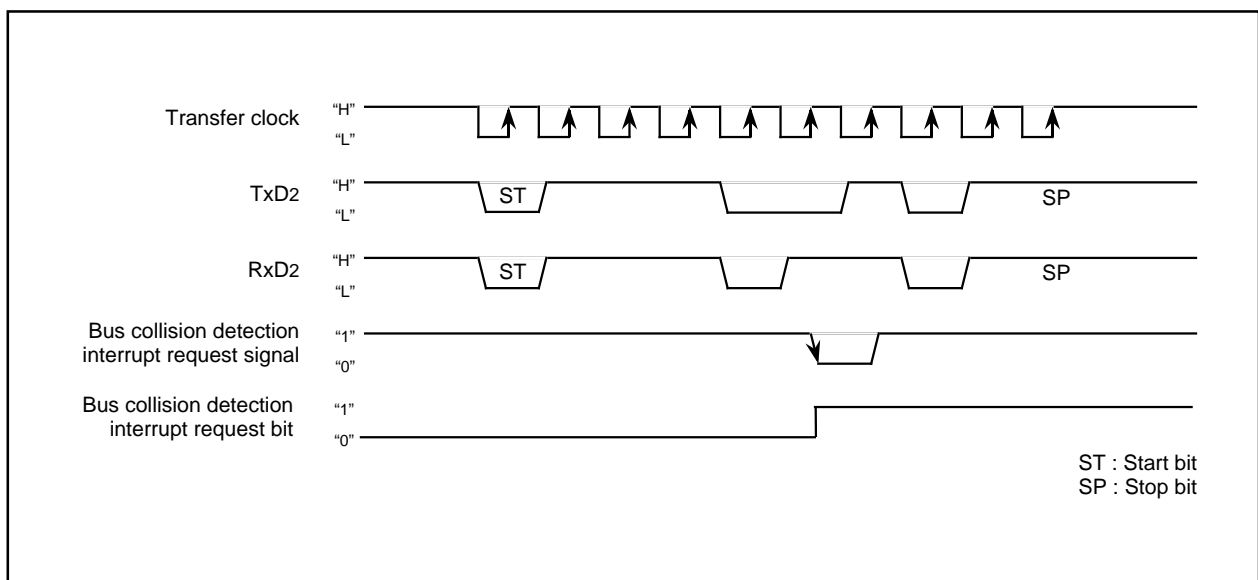 Transfer clock
“H”
“L”
TxD2
“H”
“L”
ST
SP
RxD2
“H”
“L”
ST
SP
Bus collision detection
interrupt request signal
“1”
“0”
Bus collision detection
interrupt request bit
“1”
“0”
ST : Start bit
SP : Stop bit